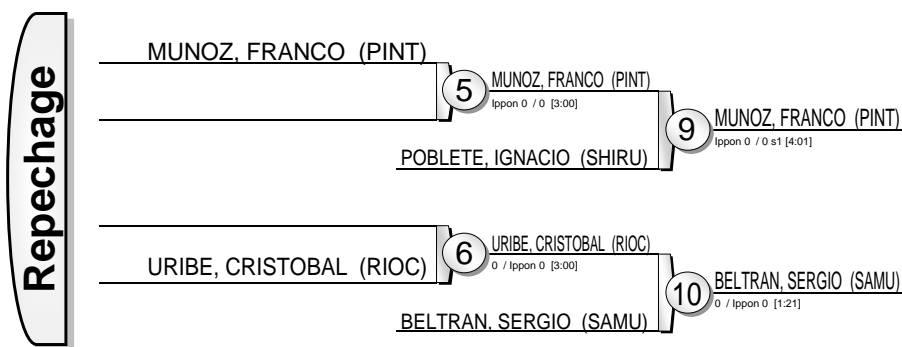 Repechage
MUNOZ, FRANCO (PINT)
5
MUNOZ, FRANCO (PINT)
Ippon 0 / 0 [3:00]
POBLETE, IGNACIO (SHIRU)
9
MUNOZ, FRANCO (PINT)
Ippon 0 / 0 s1 [4:01]
URIBE, CRISTOBAL (RIOC)
6
URIBE, CRISTOBAL (RIOC)
0 / Ippon 0 [3:00]
BELTRAN, SERGIO (SAMU)
10
BELTRAN, SERGIO (SAMU)
0 / Ippon 0 [1:21]